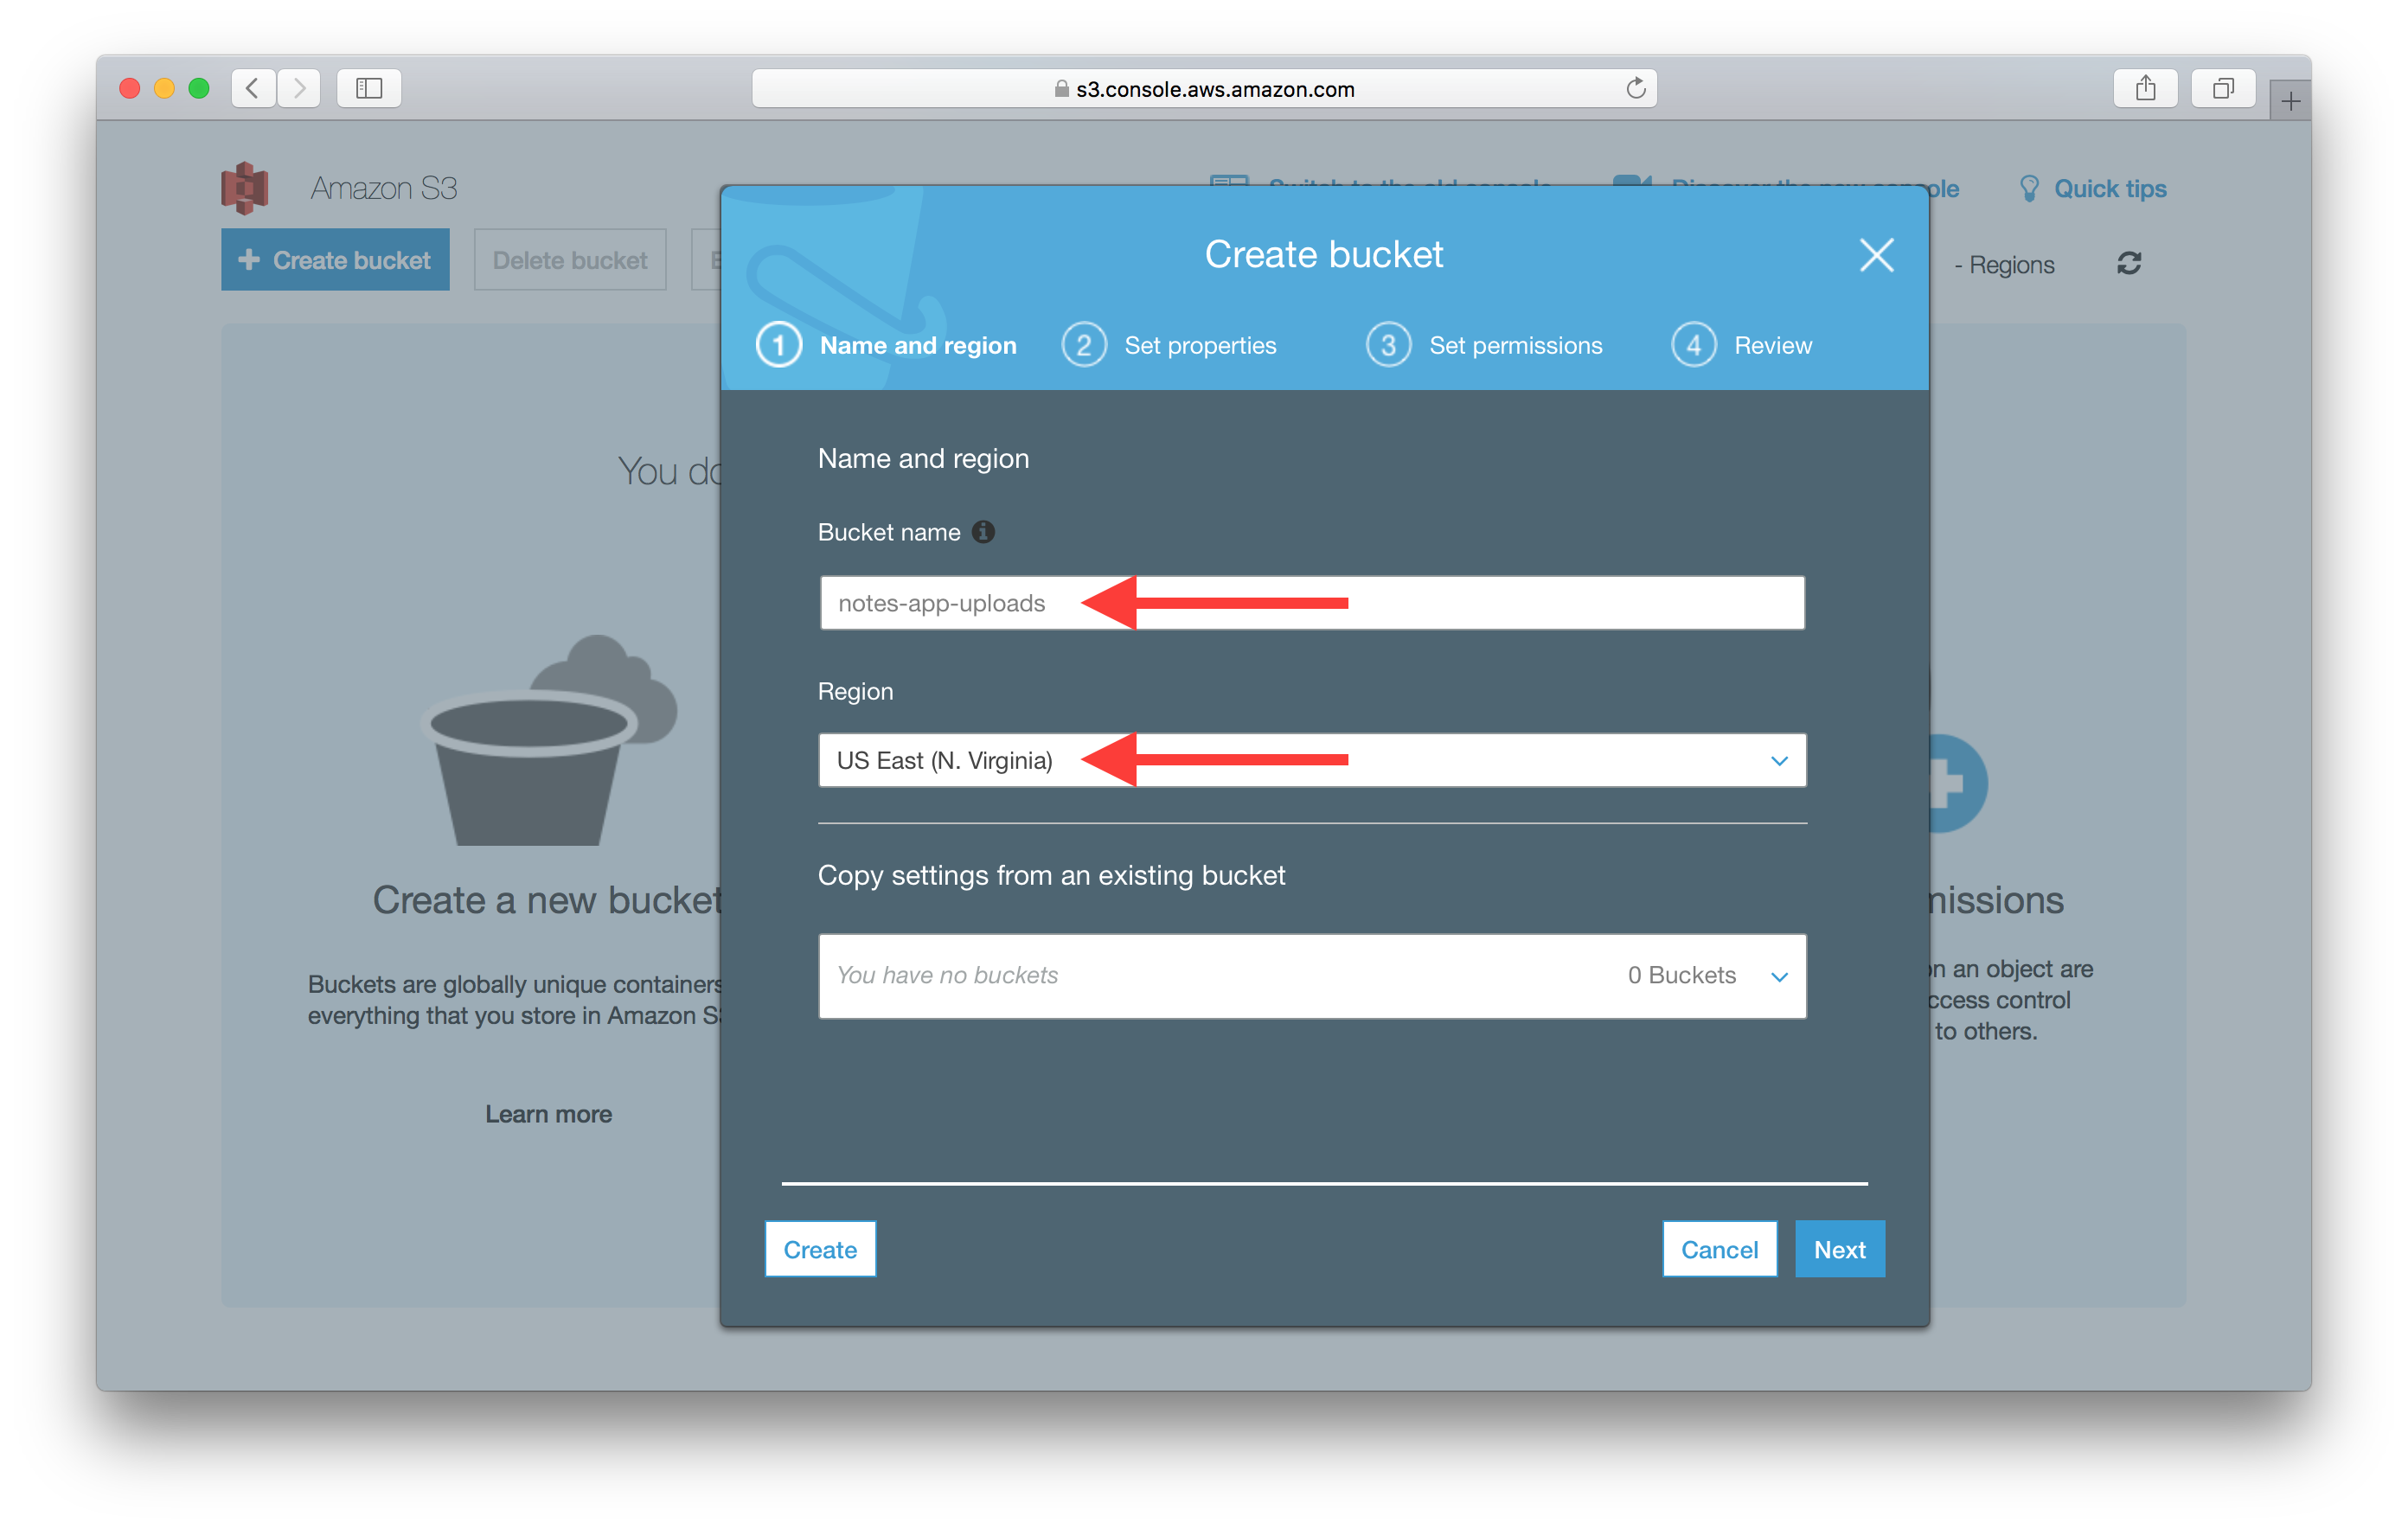 s3.console.aws.amazon.com
Amazon S3
Quick tips
Create bucket
Delete bucket
- Regions
Create bucket
1 Name and region
2 Set properties
3 Set permissions
4 Review
You
Name and region
Bucket name
notes-app-uploads
Region
US East (N. Virginia)
Copy settings from an existing bucket
You have no buckets
0 Buckets
Create
Cancel
Next
Create a new bucket
Buckets are globally unique containers
everything that you store in Amazon
Learn more
an object are
control
to others.